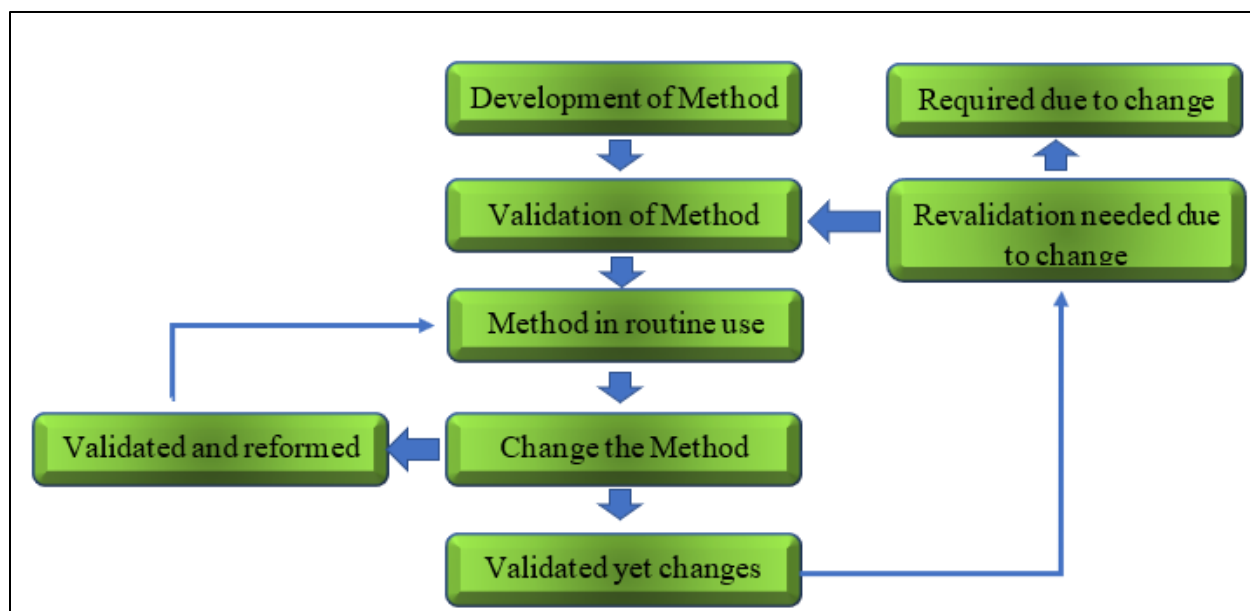 Development of Method
Required due to change
Validation of Method
Revalidation needed due
to change
Method in routine use
Validated and reformed
Change the Method
Validated yet changes